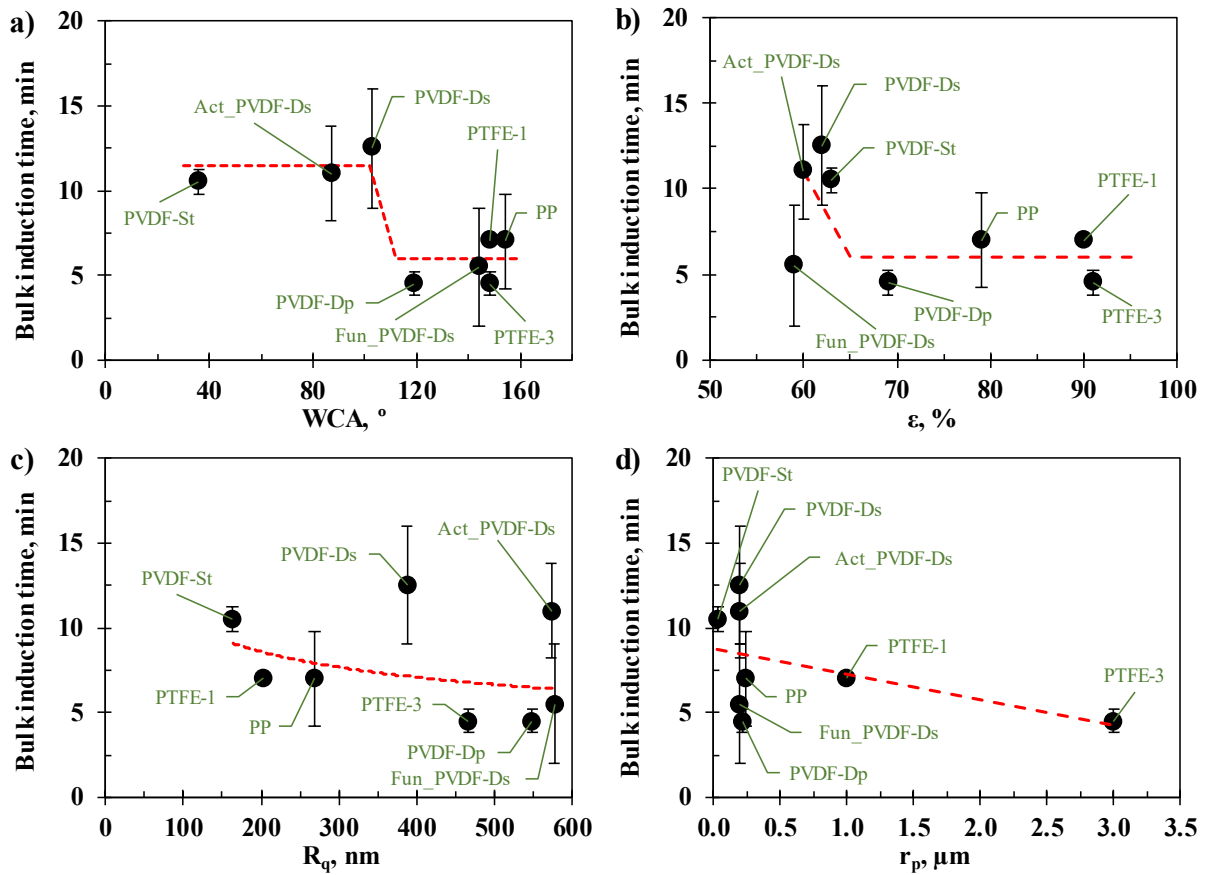 a)
Bulk induction time, min
20
15
10
5
0
PVDF-St
Act_PVDF-Ds
PVDF-Ds
PTFE-1
PP
PVDF-Dp
Fun_PVDF-Ds
PTFE-3
0
40
80
120
160
WCA, º
b)
Bulk induction time, min
20
15
10
5
0
Act_PVDF-Ds
PVDF-Ds
PVDF-St
PTFE-1
PP
PVDF-Dp
Fun_PVDF-Ds
PTFE-3
50
60
70
80
90
100
ε, %
c)
Bulk induction time, min
20
15
10
5
0
Act_PVDF-Ds
PVDF-Ds
PVDF-St
PTFE-1
PP
PTFE-3
PVDF-Dp
Fun_PVDF-Ds
0
100
200
300
400
500
600
Rq, nm
d)
Bulk induction time, min
20
15
10
5
0
PVDF-St
PVDF-Ds
Act_PVDF-Ds
PTFE-1
PP
PTFE-3
Fun_PVDF-Ds
PVDF-Dp
0.0
0.5
1.0
1.5
2.0
2.5
3.0
3.5
rp, µm